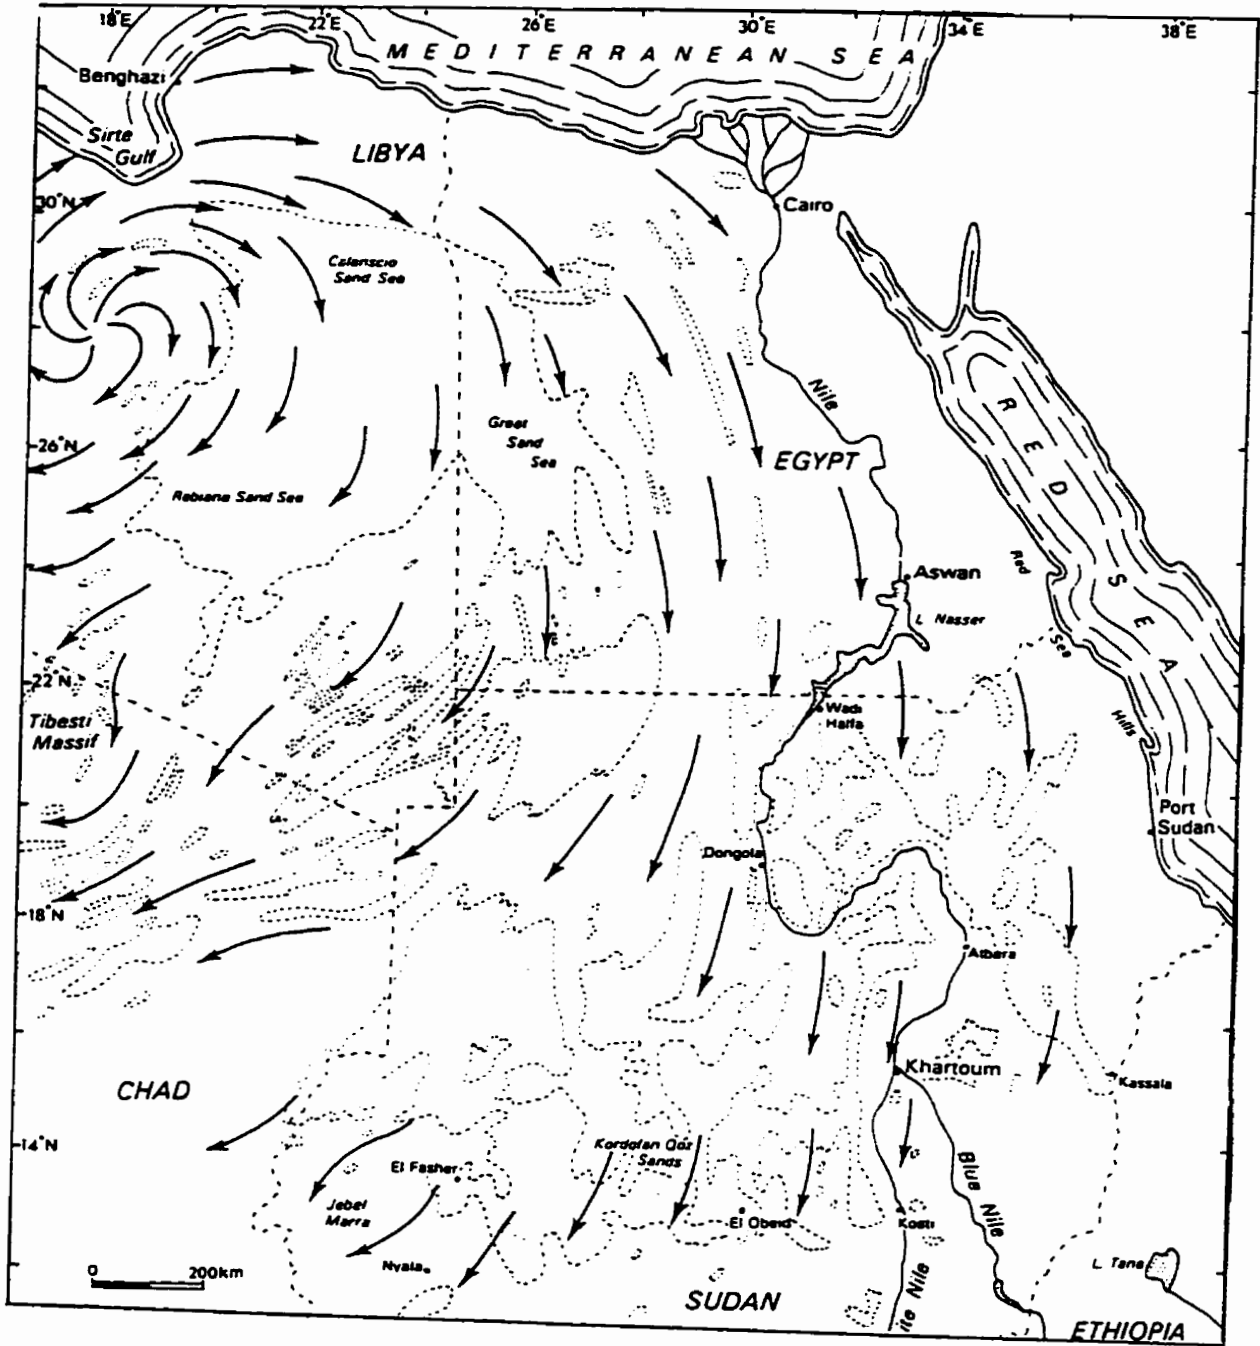 18°E 22°E 26°E 30°E 34°E 38°E
MEDITERRANEAN SEA
Benghazi
Sirte
Gulf
LIBYA
30°N
Cairo
Calanscio
Sand Sea
Nile
RED SEA
Great
Sand
Sea
26°N
EGYPT
Rebiana Sand Sea
Aswan
L. Nasser
Red Sea Hills
22°N
Tibesti
Massif
Wadi
Halfa
Port
Sudan
Dongola
18°N
Atbara
Khartoum
Kassala
CHAD
14°N
Kordofan Qoz
Sands
El Fasher
Blue Nile
Jebel
Marra
El Obeid
Kosti
Nyala
L. Tana
0 200km
ile Nile
SUDAN
ETHIOPIA